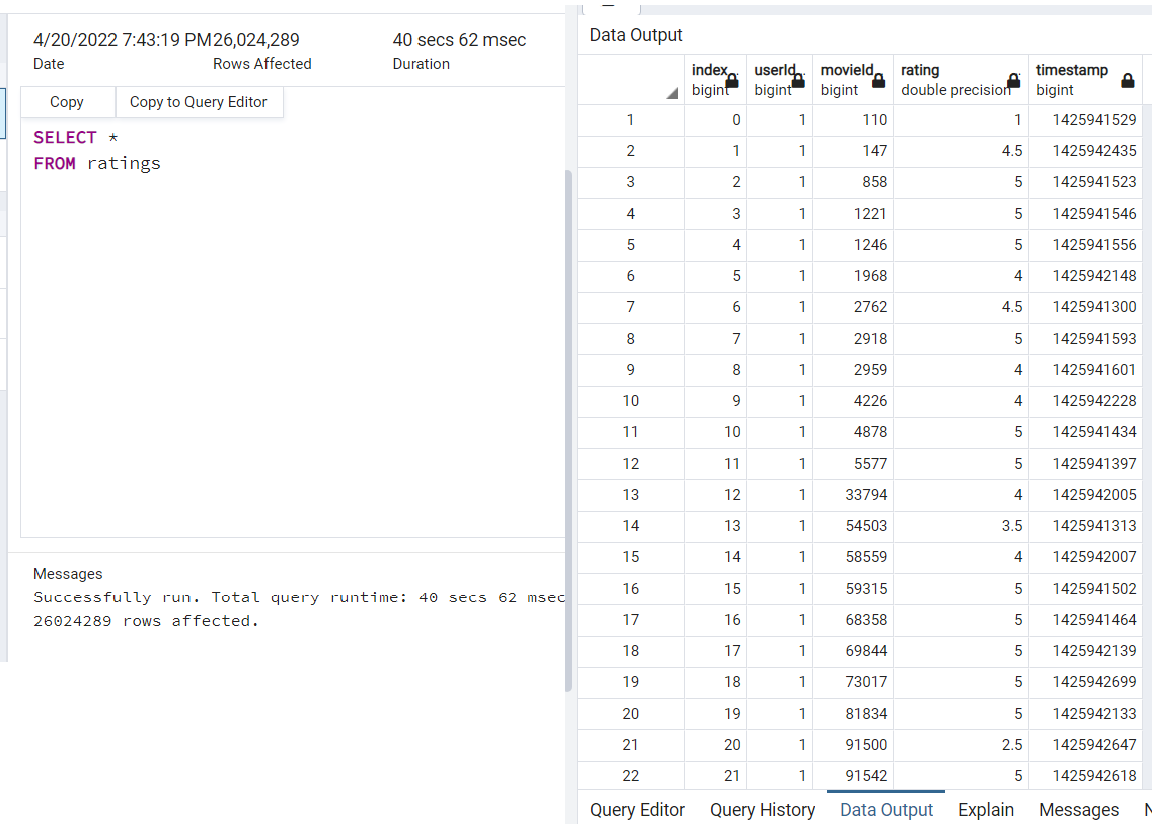 4/20/2022 7:43:19 PM 26,024,289 40 secs 62 msec
Date Rows Affected Duration
Copy Copy to Query Editor
SELECT *
FROM ratings
Messages
Successfully run. Total query runtime: 40 secs 62 msec
26024289 rows affected.
Data Output
index userId movieId rating timestamp
bigint bigint bigint double precision bigint
1 0 1 110 1 1425941529
2 1 1 147 4.5 1425942435
3 2 1 858 5 1425941523
4 3 1 1221 5 1425941546
5 4 1 1246 5 1425941556
6 5 1 1968 4 1425942148
7 6 1 2762 4.5 1425941300
8 7 1 2918 5 1425941593
9 8 1 2959 4 1425941601
10 9 1 4226 4 1425942228
11 10 1 4878 5 1425941434
12 11 1 5577 5 1425941397
13 12 1 33794 4 1425942005
14 13 1 54503 3.5 1425941313
15 14 1 58559 4 1425942007
16 15 1 59315 5 1425941502
17 16 1 68358 5 1425941464
18 17 1 69844 5 1425942139
19 18 1 73017 5 1425942699
20 19 1 81834 5 1425942133
21 20 1 91500 2.5 1425942647
22 21 1 91542 5 1425942618
Query Editor Query History Data Output Explain Messages